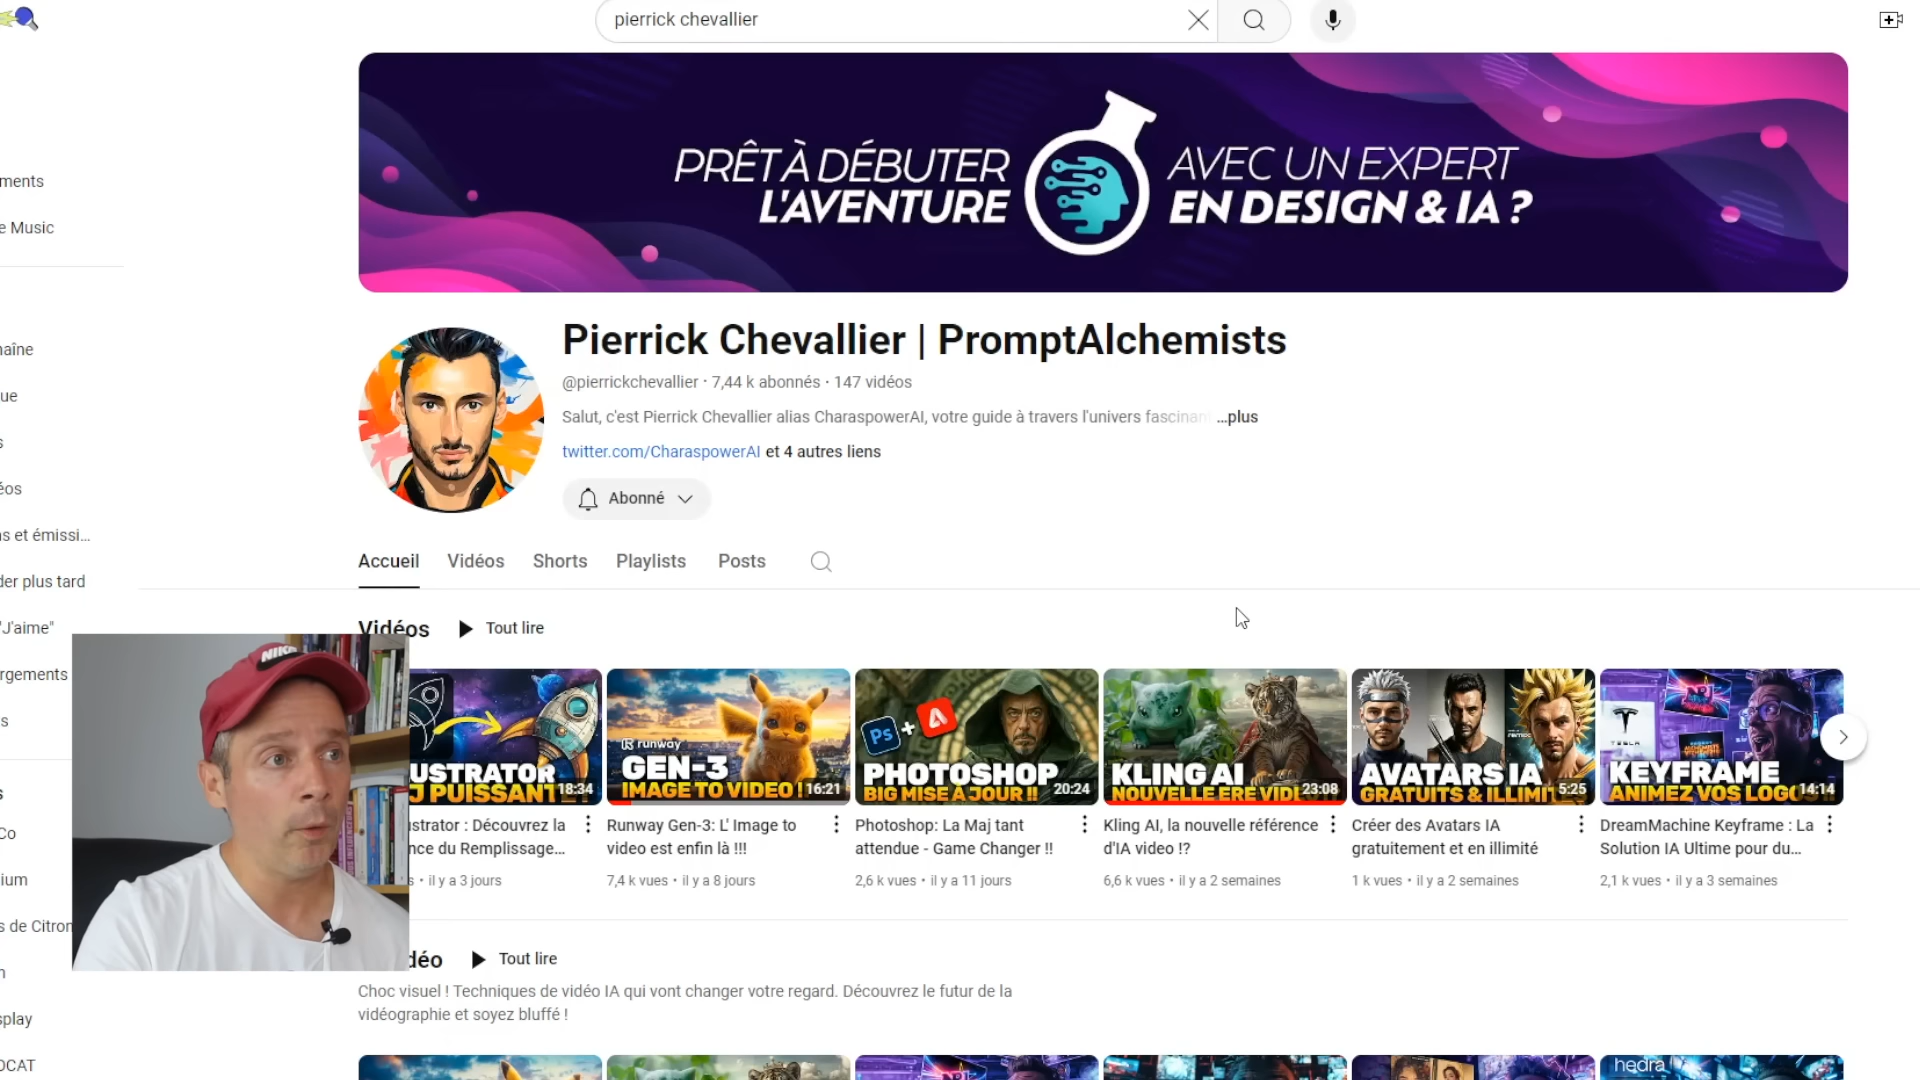 pierrick chevallier
PRÊT À DÉBUTER
L'AVENTURE
AVEC UN EXPERT
EN DESIGN & IA ?
ments
e Music
aîne
ue
s
éos
s et émissi...
der plus tard
"J'aime"
rgements
s
s
Co
ium
s de Citron
n
splay
OCAT
Pierrick Chevallier | PromptAlchemists
@pierrickchevallier · 7,44 k abonnés · 147 vidéos
Salut, c'est Pierrick Chevallier alias CharaspowerAI, votre guide à travers l'univers fascinan ...plus
twitter.com/CharaspowerAI et 4 autres liens
Abonné
Accueil Vidéos Shorts Playlists Posts
Vidéos Tout lire
NIKE
USTRATOR
J PUISSANT
18:34
runway
GEN-3
IMAGE TO VIDEO !
16:21
Ps + A
PHOTOSHOP
BIG MISE À JOUR !!
20:24
KLING AI
NOUVELLE ERE VIDE
23:08
AVATARS IA
GRATUITS & ILLIMI
5:25
TESLA
KEYFRAME
ANIMEZ VOS LOGO
14:14
ustrator : Découvrez la
nce du Remplissage...
s • il y a 3 jours
Runway Gen-3: L' Image to
video est enfin là !!!
7,4 k vues • il y a 8 jours
Photoshop: La Maj tant
attendue - Game Changer !!
2,6 k vues • il y a 11 jours
Kling AI, la nouvelle référence
d'IA video !?
6,6 k vues • il y a 2 semaines
Créer des Avatars IA
gratuitement et en illimité
1 k vues • il y a 2 semaines
DreamMachine Keyframe : La
Solution IA Ultime pour du...
2,1 k vues • il y a 3 semaines
déo Tout lire
Choc visuel ! Techniques de vidéo IA qui vont changer votre regard. Découvrez le futur de la
vidéographie et soyez bluffé !
hedra